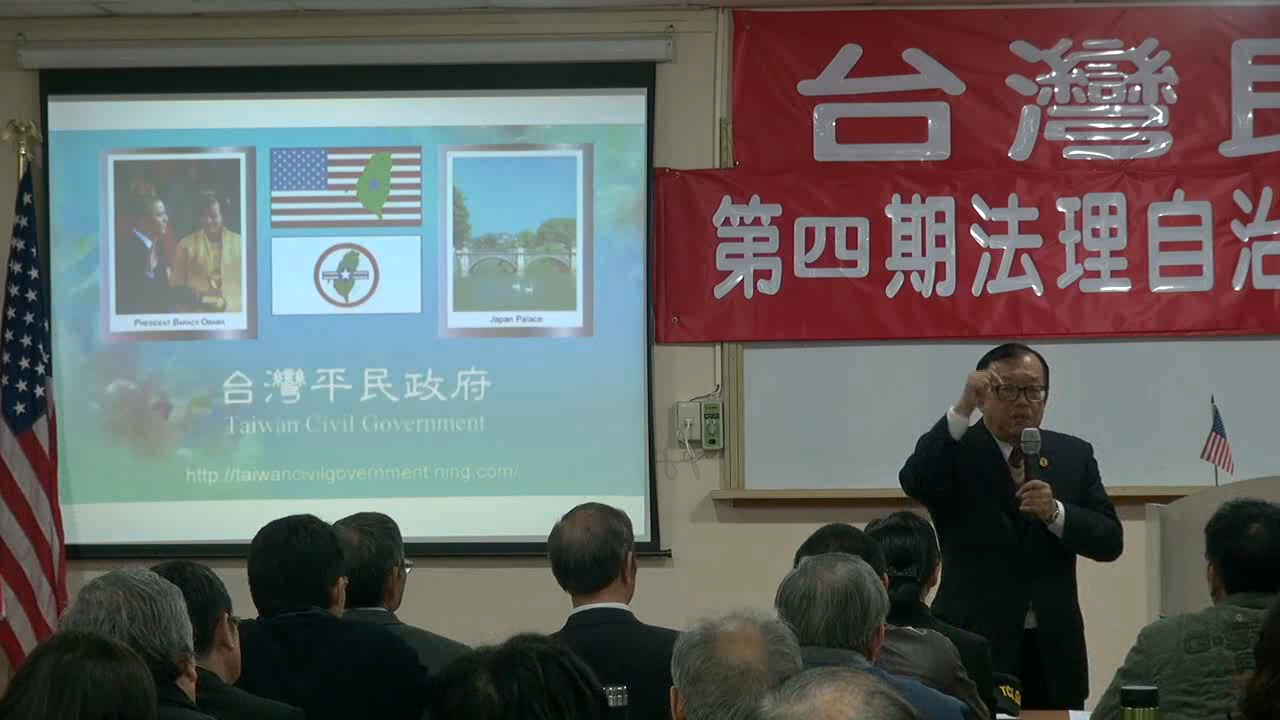 台灣民
第四期法理自治
PRESIDENT BARACK OBAMA
Japan Palace
台灣平民政府
Taiwan Civil Government
http://taiwancivilgovernment.ning.com/